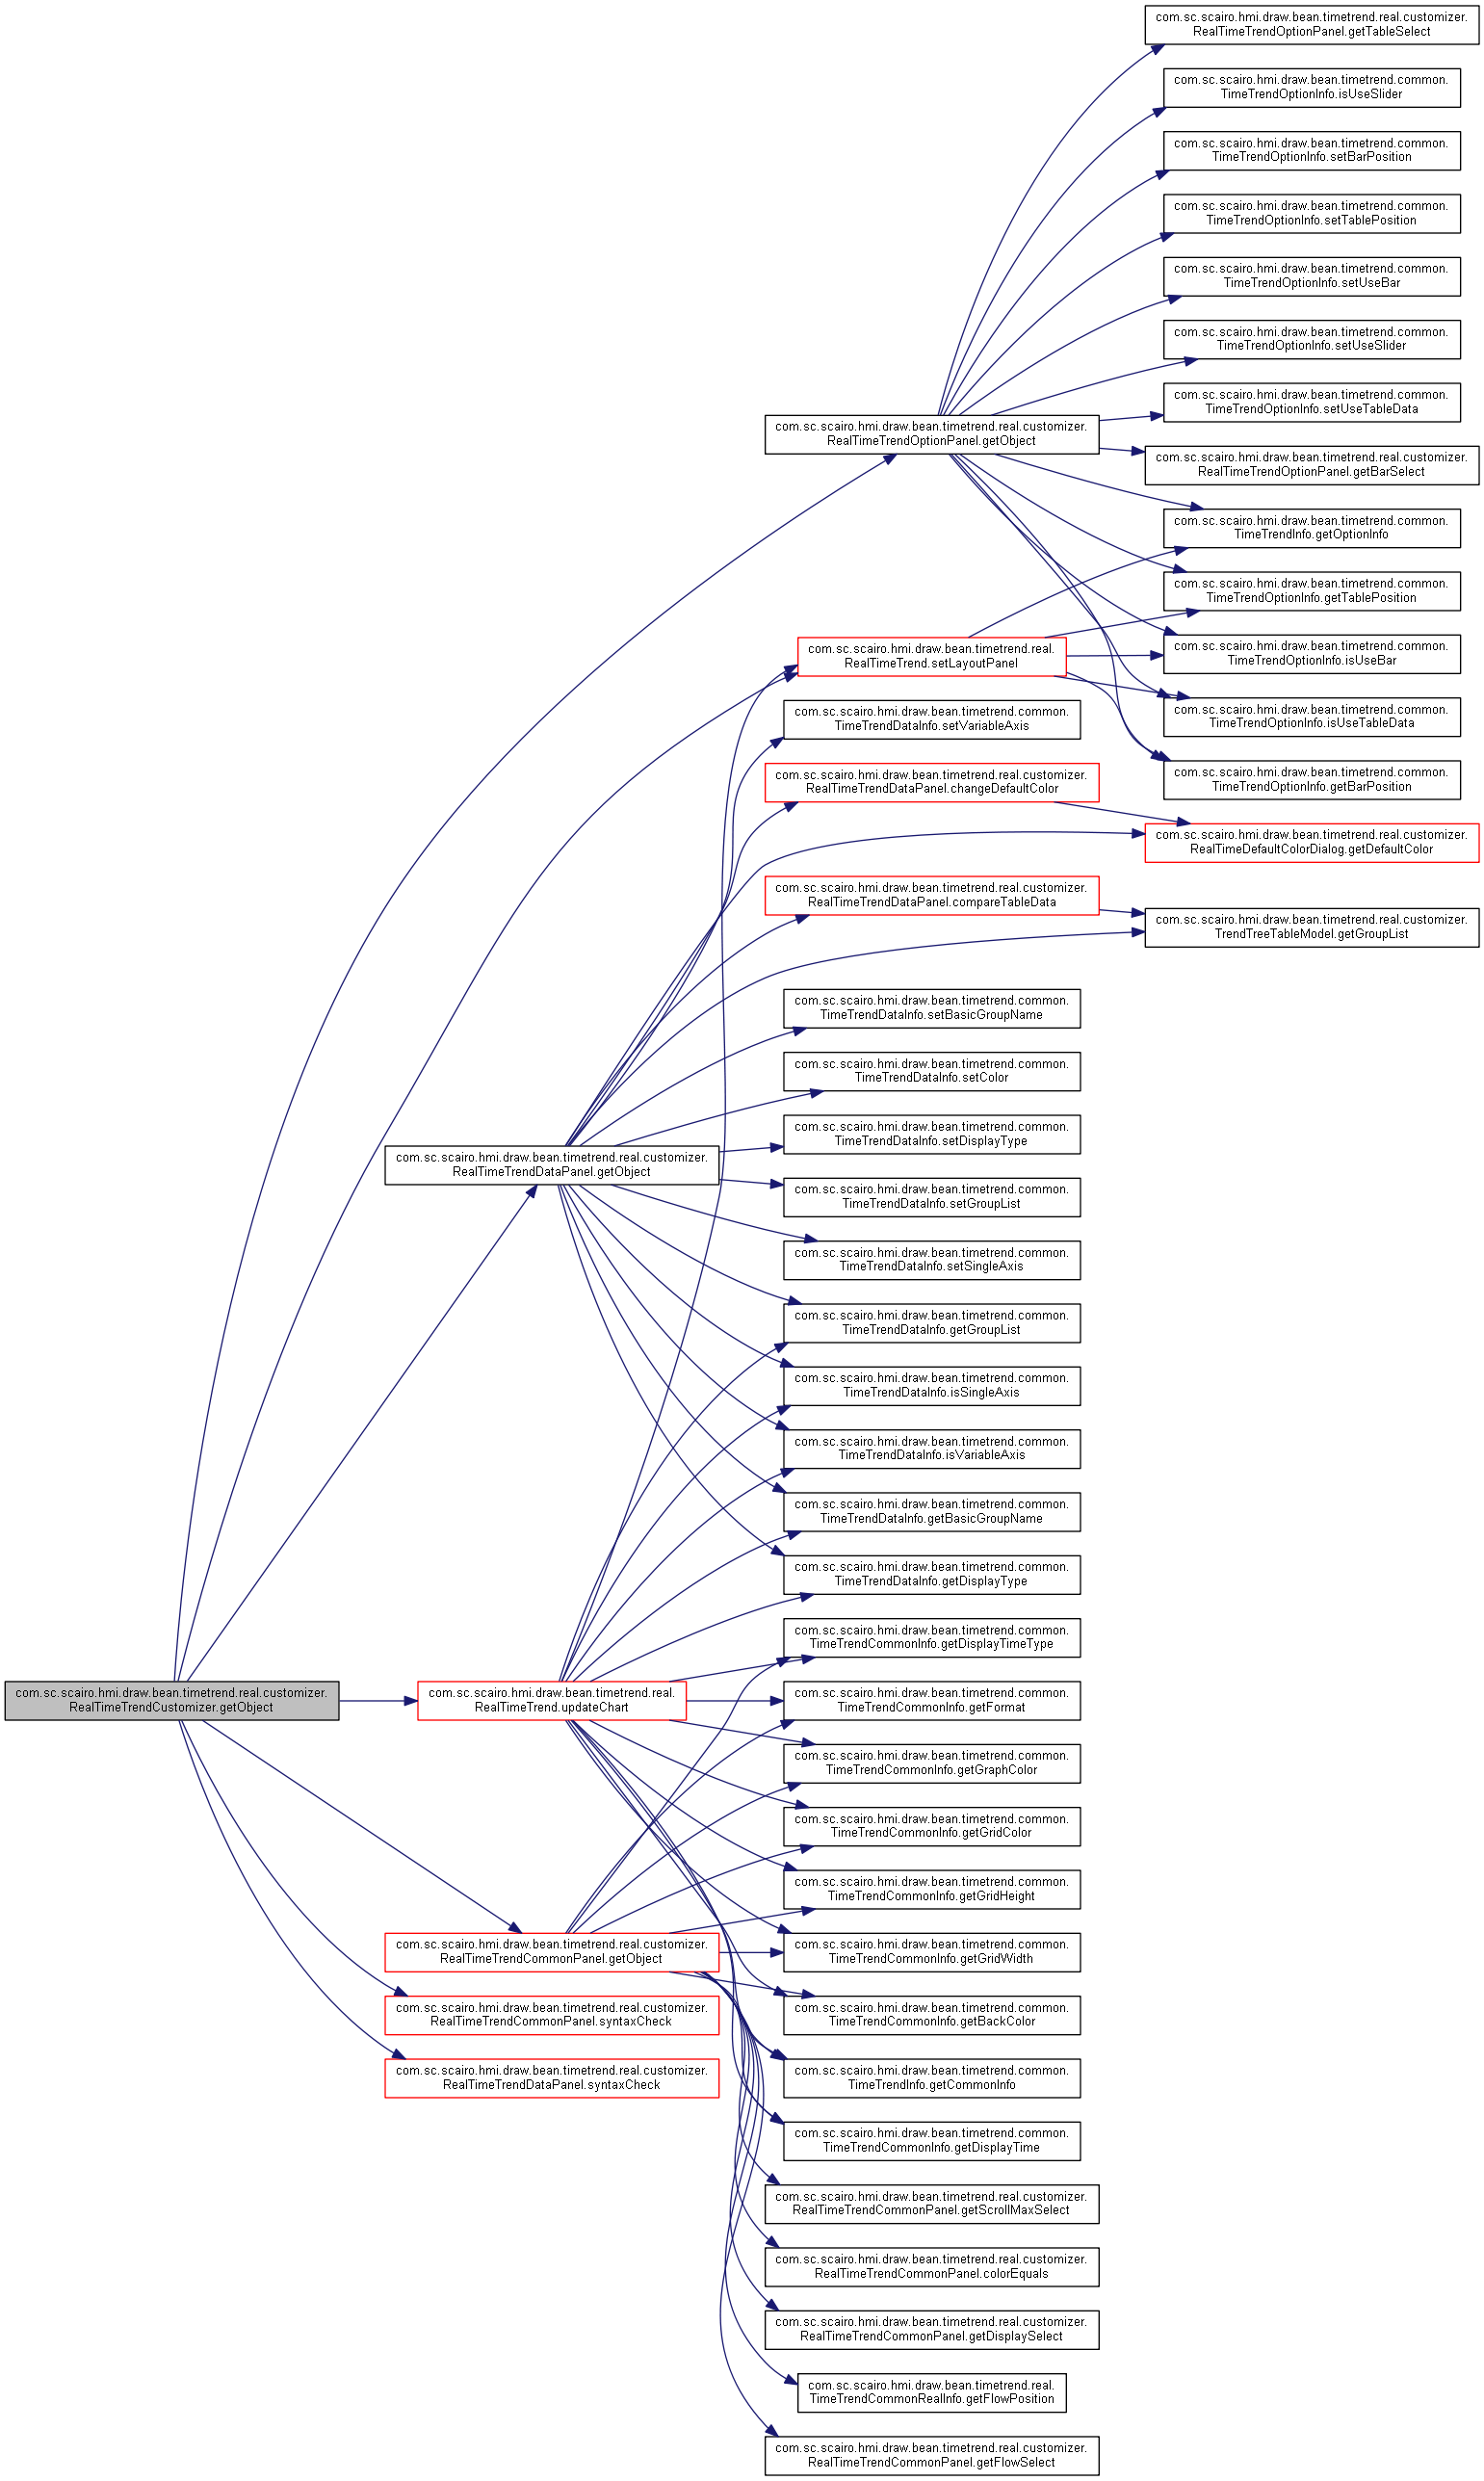 com.sc.scairo.hmi.draw.bean.timetrend.real.customizer.
RealTimeTrendOptionPanel.getTableSelect
com.sc.scairo.hmi.draw.bean.timetrend.common.
TimeTrendOptionInfo.isUseSlider
com.sc.scairo.hmi.draw.bean.timetrend.common.
TimeTrendOptionInfo.setBarPosition
com.sc.scairo.hmi.draw.bean.timetrend.common.
TimeTrendOptionInfo.setTablePosition
com.sc.scairo.hmi.draw.bean.timetrend.common.
TimeTrendOptionInfo.setUseBar
com.sc.scairo.hmi.draw.bean.timetrend.common.
TimeTrendOptionInfo.setUseSlider
com.sc.scairo.hmi.draw.bean.timetrend.common.
TimeTrendOptionInfo.setUseTableData
com.sc.scairo.hmi.draw.bean.timetrend.real.customizer.
RealTimeTrendOptionPanel.getObject
com.sc.scairo.hmi.draw.bean.timetrend.real.customizer.
RealTimeTrendOptionPanel.getBarSelect
com.sc.scairo.hmi.draw.bean.timetrend.common.
TimeTrendInfo.getOptionInfo
com.sc.scairo.hmi.draw.bean.timetrend.common.
TimeTrendOptionInfo.getTablePosition
com.sc.scairo.hmi.draw.bean.timetrend.common.
TimeTrendOptionInfo.isUseBar
com.sc.scairo.hmi.draw.bean.timetrend.real.
RealTimeTrend.setLayoutPanel
com.sc.scairo.hmi.draw.bean.timetrend.common.
TimeTrendOptionInfo.isUseTableData
com.sc.scairo.hmi.draw.bean.timetrend.common.
TimeTrendDataInfo.setVariableAxis
com.sc.scairo.hmi.draw.bean.timetrend.common.
TimeTrendOptionInfo.getBarPosition
com.sc.scairo.hmi.draw.bean.timetrend.real.customizer.
RealTimeTrendDataPanel.changeDefaultColor
com.sc.scairo.hmi.draw.bean.timetrend.real.customizer.
RealTimeDefaultColorDialog.getDefaultColor
com.sc.scairo.hmi.draw.bean.timetrend.real.customizer.
RealTimeTrendDataPanel.compareTableData
com.sc.scairo.hmi.draw.bean.timetrend.real.customizer.
TrendTreeTableModel.getGroupList
com.sc.scairo.hmi.draw.bean.timetrend.common.
TimeTrendDataInfo.setBasicGroupName
com.sc.scairo.hmi.draw.bean.timetrend.common.
TimeTrendDataInfo.setColor
com.sc.scairo.hmi.draw.bean.timetrend.common.
TimeTrendDataInfo.setDisplayType
com.sc.scairo.hmi.draw.bean.timetrend.real.customizer.
RealTimeTrendDataPanel.getObject
com.sc.scairo.hmi.draw.bean.timetrend.common.
TimeTrendDataInfo.setGroupList
com.sc.scairo.hmi.draw.bean.timetrend.common.
TimeTrendDataInfo.setSingleAxis
com.sc.scairo.hmi.draw.bean.timetrend.common.
TimeTrendDataInfo.getGroupList
com.sc.scairo.hmi.draw.bean.timetrend.common.
TimeTrendDataInfo.isSingleAxis
com.sc.scairo.hmi.draw.bean.timetrend.common.
TimeTrendDataInfo.isVariableAxis
com.sc.scairo.hmi.draw.bean.timetrend.common.
TimeTrendDataInfo.getBasicGroupName
com.sc.scairo.hmi.draw.bean.timetrend.common.
TimeTrendDataInfo.getDisplayType
com.sc.scairo.hmi.draw.bean.timetrend.common.
TimeTrendCommonInfo.getDisplayTimeType
com.sc.scairo.hmi.draw.bean.timetrend.real.customizer.
RealTimeTrendCustomizer.getObject
com.sc.scairo.hmi.draw.bean.timetrend.real.
RealTimeTrend.updateChart
com.sc.scairo.hmi.draw.bean.timetrend.common.
TimeTrendCommonInfo.getFormat
com.sc.scairo.hmi.draw.bean.timetrend.common.
TimeTrendCommonInfo.getGraphColor
com.sc.scairo.hmi.draw.bean.timetrend.common.
TimeTrendCommonInfo.getGridColor
com.sc.scairo.hmi.draw.bean.timetrend.common.
TimeTrendCommonInfo.getGridHeight
com.sc.scairo.hmi.draw.bean.timetrend.real.customizer.
RealTimeTrendCommonPanel.getObject
com.sc.scairo.hmi.draw.bean.timetrend.common.
TimeTrendCommonInfo.getGridWidth
com.sc.scairo.hmi.draw.bean.timetrend.real.customizer.
RealTimeTrendCommonPanel.syntaxCheck
com.sc.scairo.hmi.draw.bean.timetrend.common.
TimeTrendCommonInfo.getBackColor
com.sc.scairo.hmi.draw.bean.timetrend.real.customizer.
RealTimeTrendDataPanel.syntaxCheck
com.sc.scairo.hmi.draw.bean.timetrend.common.
TimeTrendInfo.getCommonInfo
com.sc.scairo.hmi.draw.bean.timetrend.common.
TimeTrendCommonInfo.getDisplayTime
com.sc.scairo.hmi.draw.bean.timetrend.real.customizer.
RealTimeTrendCommonPanel.getScrollMaxSelect
com.sc.scairo.hmi.draw.bean.timetrend.real.customizer.
RealTimeTrendCommonPanel.colorEquals
com.sc.scairo.hmi.draw.bean.timetrend.real.customizer.
RealTimeTrendCommonPanel.getDisplaySelect
com.sc.scairo.hmi.draw.bean.timetrend.real.
TimeTrendCommonRealInfo.getFlowPosition
com.sc.scairo.hmi.draw.bean.timetrend.real.customizer.
RealTimeTrendCommonPanel.getFlowSelect